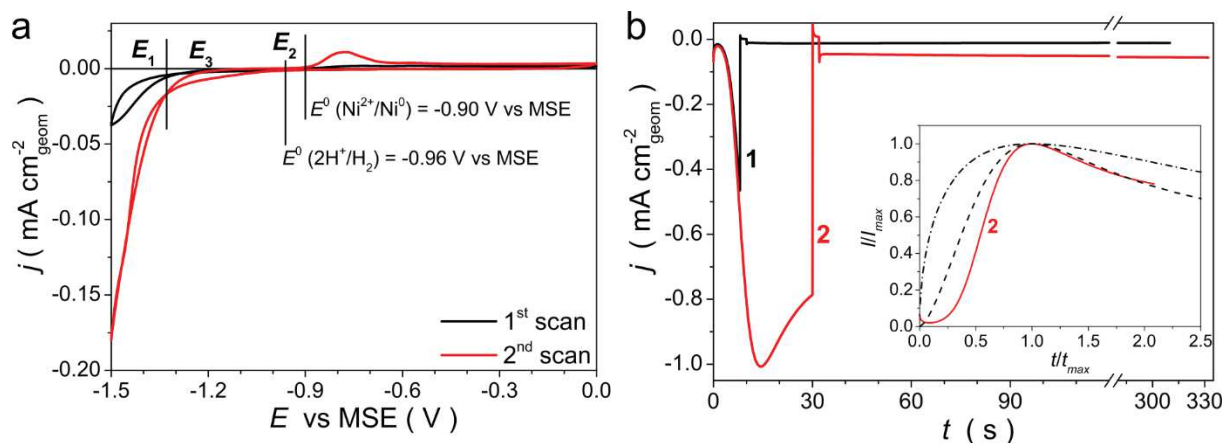 a
E₁
E₃
E₂
0.00
-0.05
-0.10
-0.15
-0.20
j ( mA cm⁻²geom )
E⁰ (Ni²⁺/Ni⁰) = -0.90 V vs MSE
E⁰ (2H⁺/H₂) = -0.96 V vs MSE
1st scan
2nd scan
-1.5 -1.2 -0.9 -0.6 -0.3 0.0
E vs MSE ( V )
b
0.0
-0.2
-0.4
-0.6
-0.8
-1.0
j ( mA cm⁻²geom )
1
2
1.0
0.8
0.6
0.4
0.2
0.0
I/Imax
2
0.0 0.5 1.0 1.5 2.0 2.5
t/tmax
0 30 60 90 300 330
t ( s )